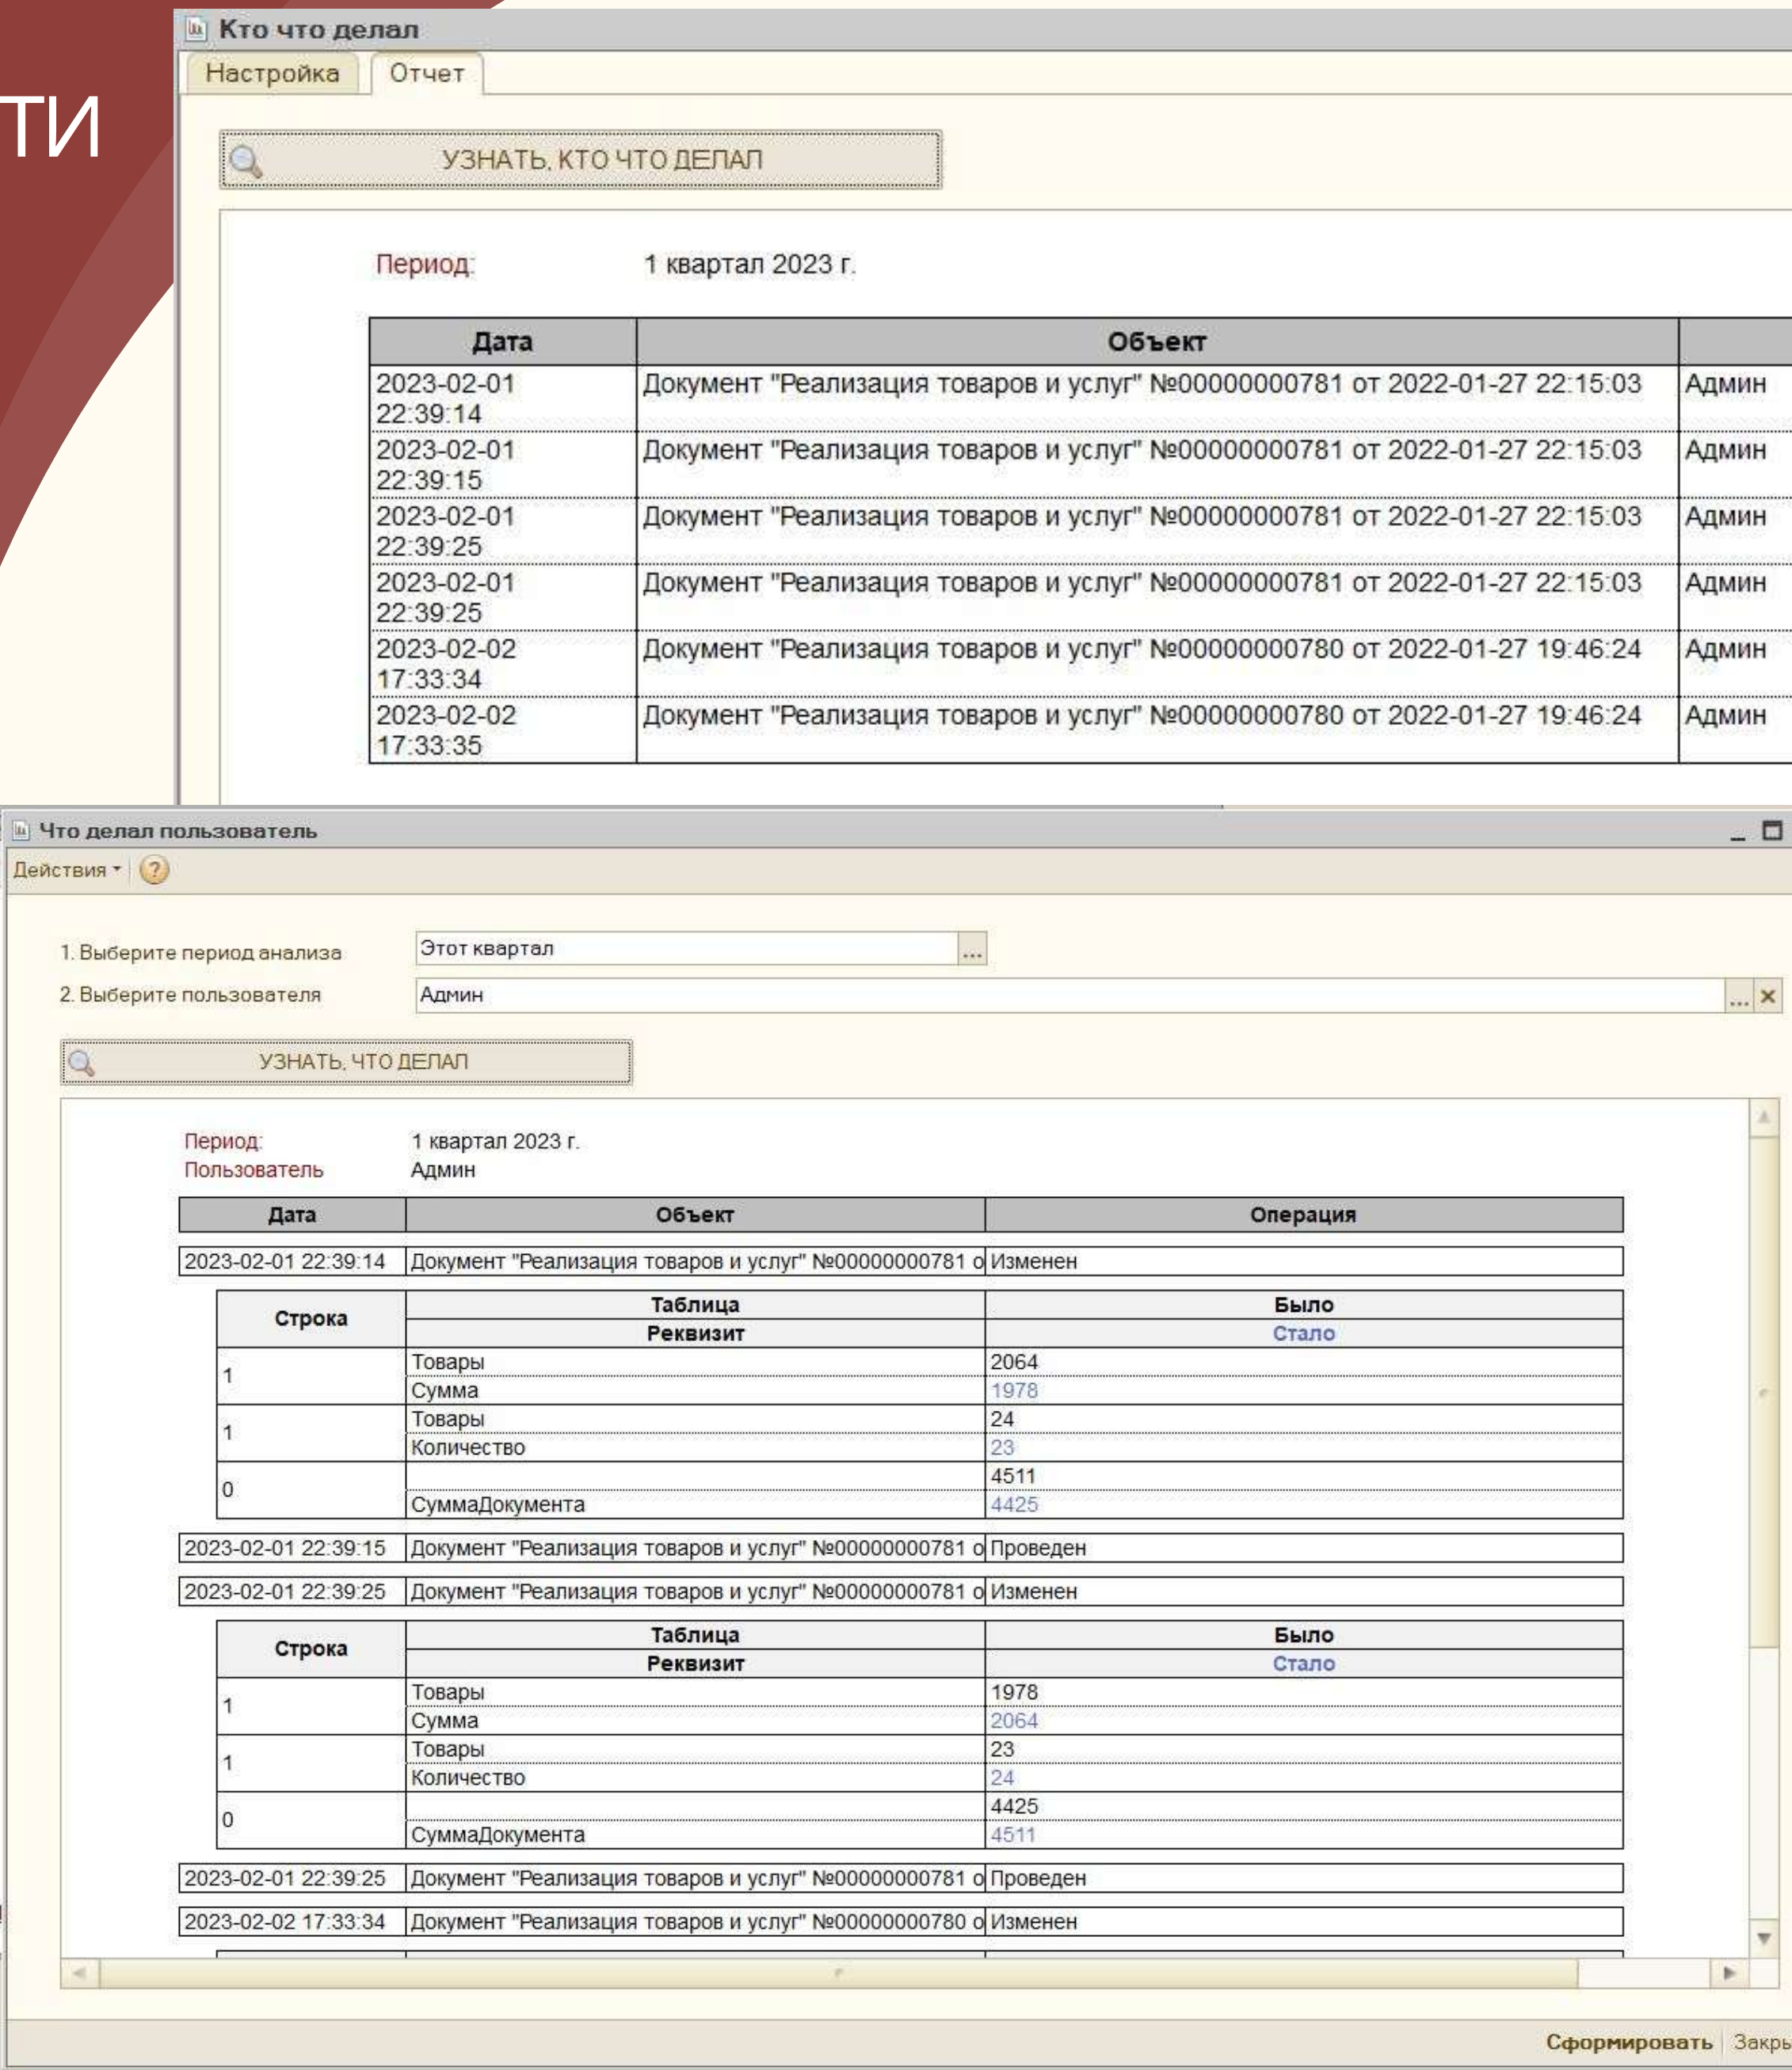 ТИ
Кто что делал
Настройка Отчет
УЗНАТЬ, КТО ЧТО ДЕЛАЛ
Период: 1 квартал 2023 г.
Дата Объект
2023-02-01 Документ "Реализация товаров и услуг" №00000000781 от 2022-01-27 22:15:03 Админ
22:39:14
2023-02-01 Документ "Реализация товаров и услуг" №00000000781 от 2022-01-27 22:15:03 Админ
22:39:15
2023-02-01 Документ "Реализация товаров и услуг" №00000000781 от 2022-01-27 22:15:03 Админ
22:39:25
2023-02-01 Документ "Реализация товаров и услуг" №00000000781 от 2022-01-27 22:15:03 Админ
22:39:25
2023-02-02 Документ "Реализация товаров и услуг" №00000000780 от 2022-01-27 19:46:24 Админ
17:33:34
2023-02-02 Документ "Реализация товаров и услуг" №00000000780 от 2022-01-27 19:46:24 Админ
17:33:35
Что делал пользователь
Действия ?
1. Выберите период анализа Этот квартал ...
2. Выберите пользователя Админ ... ×
УЗНАТЬ, ЧТО ДЕЛАЛ
Период: 1 квартал 2023 г.
Пользователь Админ
Дата Объект Операция
2023-02-01 22:39:14 Документ "Реализация товаров и услуг" №00000000781 о Изменен
Строка Таблица Было
Реквизит Стало
1 Товары 2064
Сумма 1978
1 Товары 24
Количество 23
0 4511
СуммаДокумента 4425
2023-02-01 22:39:15 Документ "Реализация товаров и услуг" №00000000781 о Проведен
2023-02-01 22:39:25 Документ "Реализация товаров и услуг" №00000000781 о Изменен
Строка Таблица Было
Реквизит Стало
1 Товары 1978
Сумма 2064
1 Товары 23
Количество 24
0 4425
СуммаДокумента 4511
2023-02-01 22:39:25 Документ "Реализация товаров и услуг" №00000000781 о Проведен
2023-02-02 17:33:34 Документ "Реализация товаров и услуг" №00000000780 о Изменен
Сформировать Закры